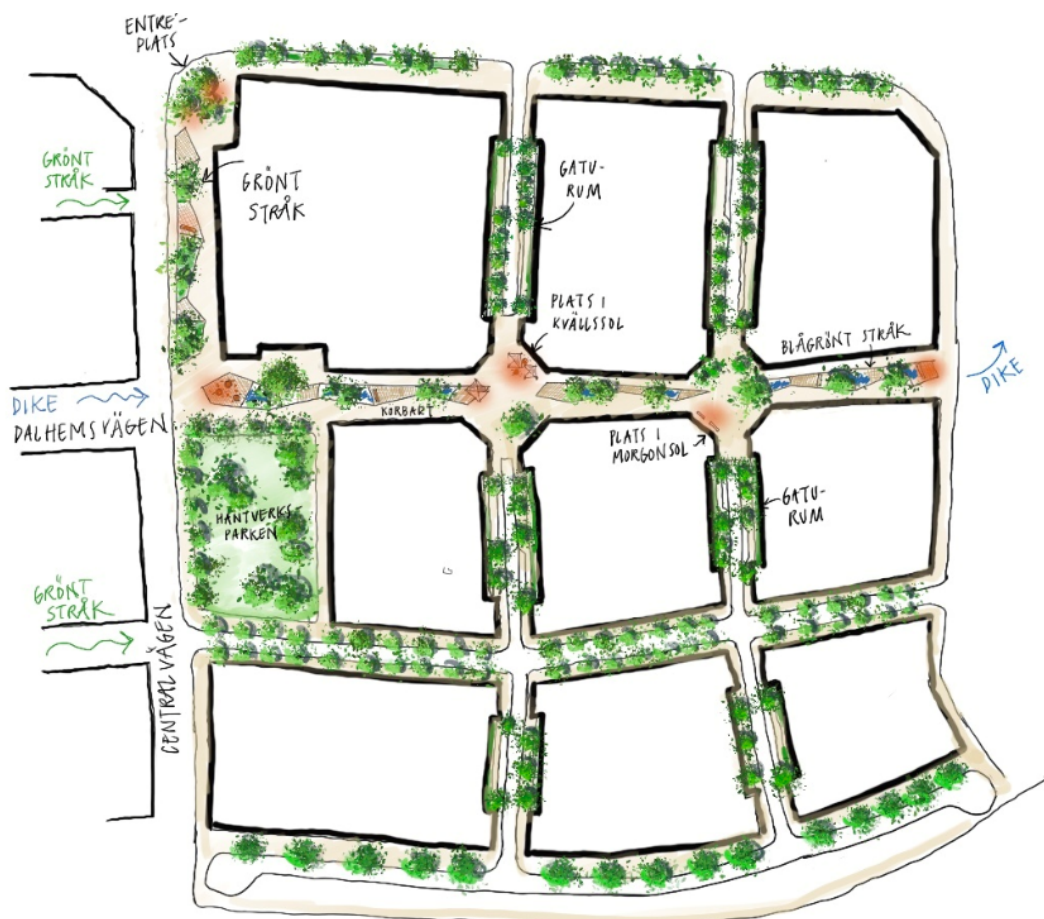 ENTRÉ-
PLATS
GRÖNT
STRÅK
GRÖNT
STRÅK
GATU-
RUM
PLATS I
KVÄLLSSOL
BLÅGRÖNT STRÅK
DIKE
DIKE
DALHEMSVÄGEN
KÖRBART
PLATS I
MORGONSOL
GATU-
RUM
HANTVERKS-
PARKEN
GRÖNT
STRÅK
CENTRALVÄGEN